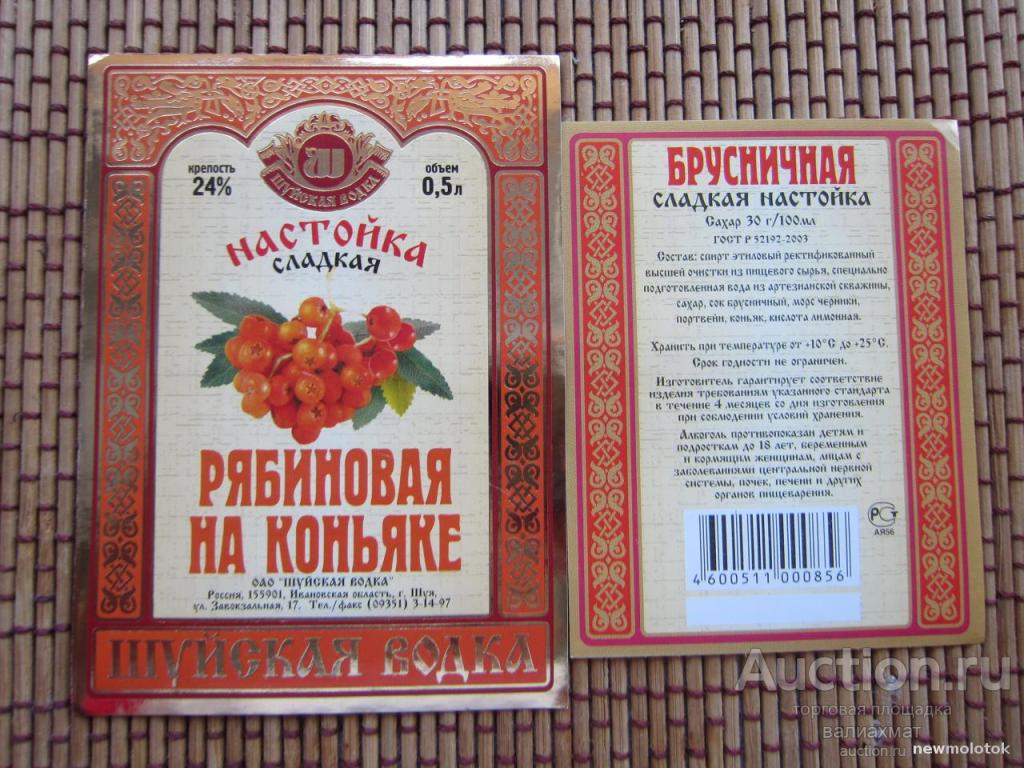 крепость
24%
объем
0,5л
Ш
ШУЙСКАЯ ВОДКА
НАСТОЙКА
СЛАДКАЯ
РЯБИНОВАЯ
НА КОНЬЯКЕ
ОАО "ШУЙСКАЯ ВОДКА"
Россия, 155901, Ивановская область, г. Шуя,
ул. Завокзальная, 17. Тел./факс (09351) 3-14-97
ШУЙСКАЯ ВОДКА
БРУСНИЧНАЯ
СЛАДКАЯ НАСТОЙКА
Сахар 30 г/100мл
ГОСТ Р 52192-2003
Состав: спирт этиловый ректификованный
высшей очистки из пищевого сырья, специально
подготовленная вода из артезианской скважины,
сахар, сок брусничный, морс черники,
портвейн, коньяк, кислота лимонная.
Хранить при температуре от +10°С до +25°С.
Срок годности не ограничен.
Изготовитель гарантирует соответствие
изделия требованиям указанного стандарта
в течение 4 месяцев со дня изготовления
при соблюдении условий хранения.
Алкоголь противопоказан детям и
подросткам до 18 лет, беременным
и кормящим женщинам, лицам с
заболеваниями центральной нервной
системы, почек, печени и других
органов пищеварения.
РСТ
АЯ56
4 600511 000856
Auction.ru
торговая площадка
валиахмат
auction.ru newmolotok